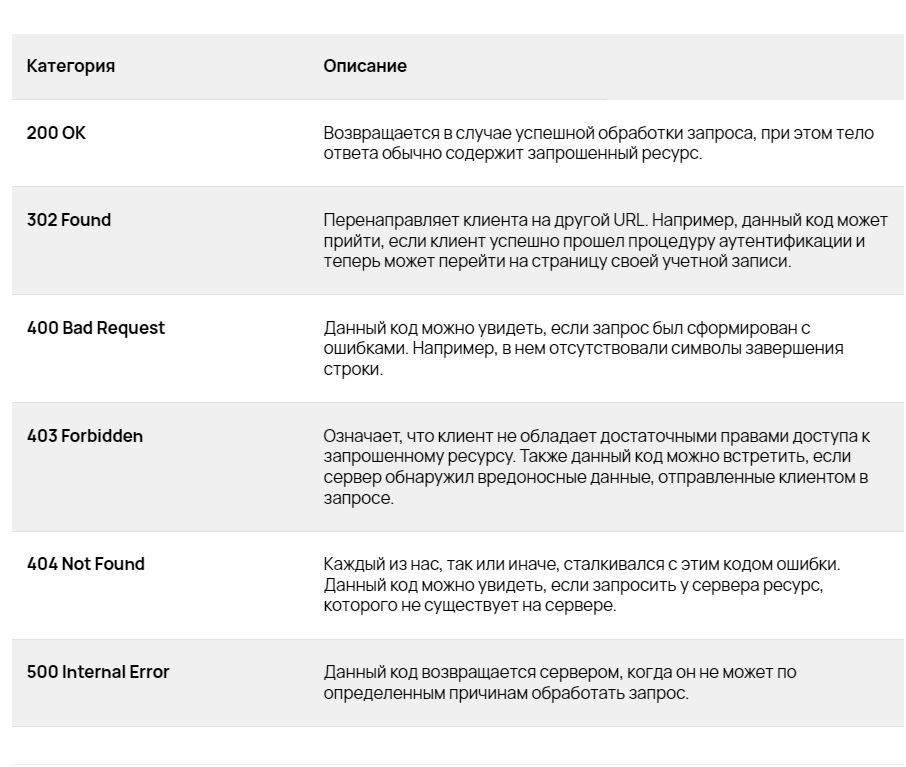 Категория
Описание
200 OK
Возвращается в случае успешной обработки запроса, при этом тело
ответа обычно содержит запрошенный ресурс.
302 Found
Перенаправляет клиента на другой URL. Например, данный код может
прийти, если клиент успешно прошел процедуру аутентификации и
теперь может перейти на страницу своей учетной записи.
400 Bad Request
Данный код можно увидеть, если запрос был сформирован с
ошибками. Например, в нем отсутствовали символы завершения
строки.
403 Forbidden
Означает, что клиент не обладает достаточными правами доступа к
запрошенному ресурсу. Также данный код можно встретить, если
сервер обнаружил вредоносные данные, отправленные клиентом в
запросе.
404 Not Found
Каждый из нас, так или иначе, сталкивался с этим кодом ошибки.
Данный код можно увидеть, если запросить у сервера ресурс,
которого не существует на сервере.
500 Internal Error
Данный код возвращается сервером, когда он не может по
определенным причинам обработать запрос.